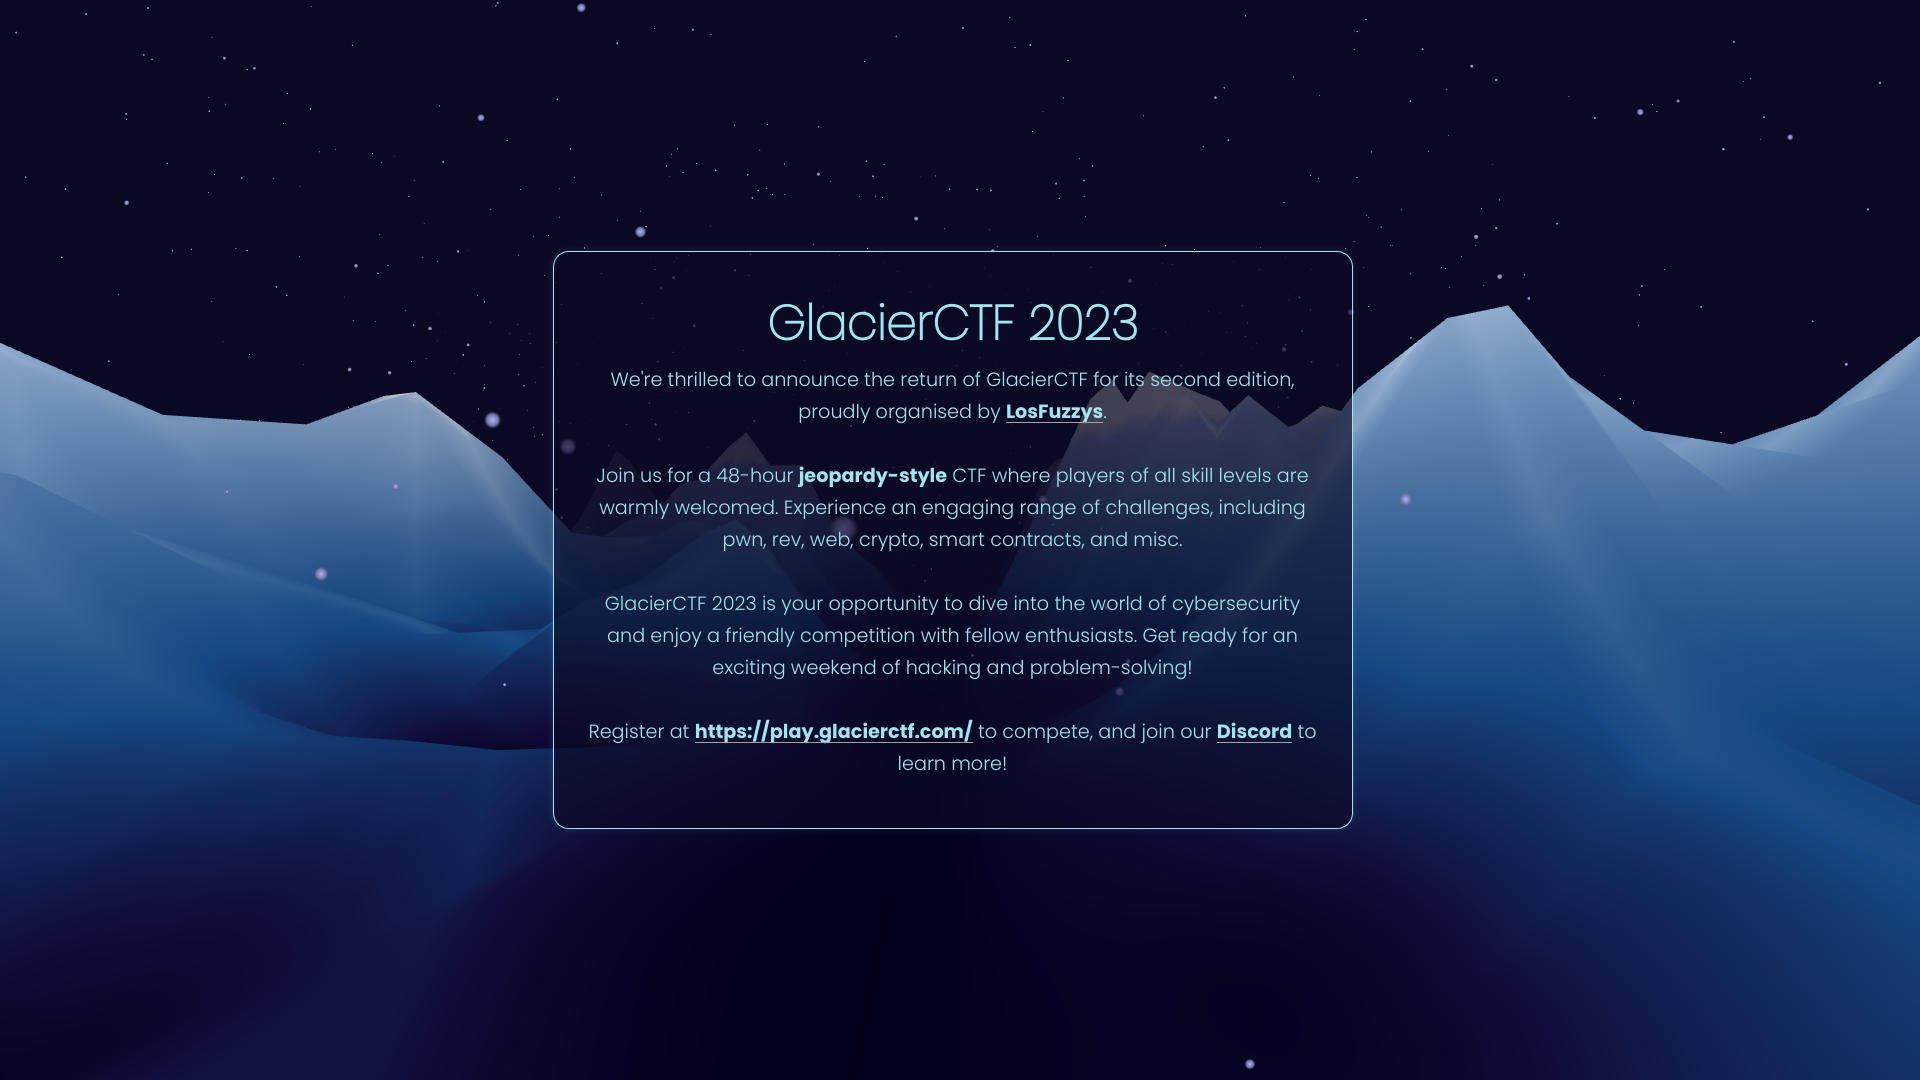 GlacierCTF 2023
We're thrilled to announce the return of GlacierCTF for its second edition,
proudly organised by LosFuzzys.
Join us for a 48-hour jeopardy-style CTF where players of all skill levels are
warmly welcomed. Experience an engaging range of challenges, including
pwn, rev, web, crypto, smart contracts, and misc.
GlacierCTF 2023 is your opportunity to dive into the world of cybersecurity
and enjoy a friendly competition with fellow enthusiasts. Get ready for an
exciting weekend of hacking and problem-solving!
Register at https://play.glacierctf.com/ to compete, and join our Discord to
learn more!